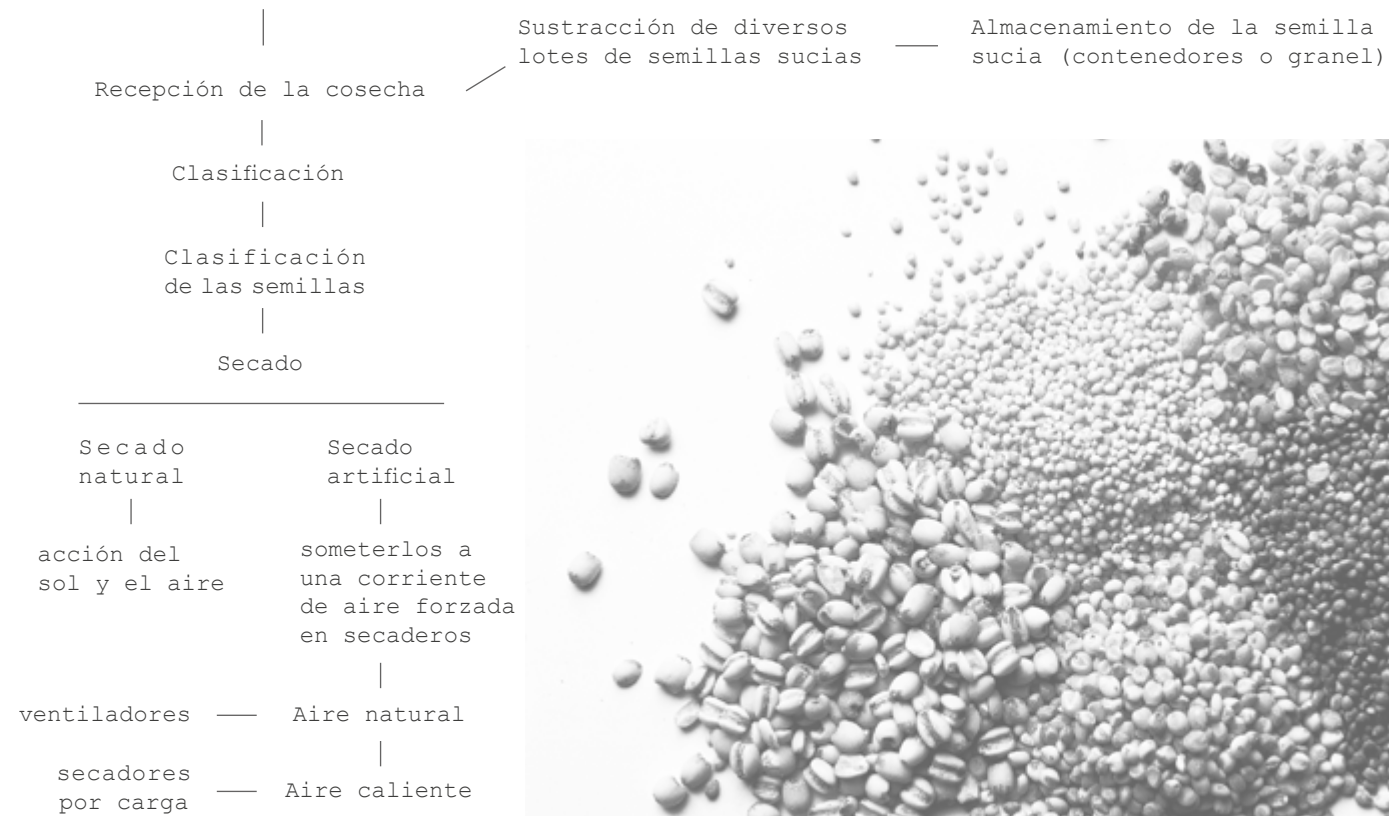 Sustracción de diversos
lotes de semillas sucias
Almacenamiento de la semilla
sucia (contenedores o granel)
Recepción de la cosecha
Clasificación
Clasificación
de las semillas
Secado
Secado
natural
Secado
artificial
acción del
sol y el aire
someterlos a
una corriente
de aire forzada
en secaderos
ventiladores
Aire natural
secadores
por carga
Aire caliente